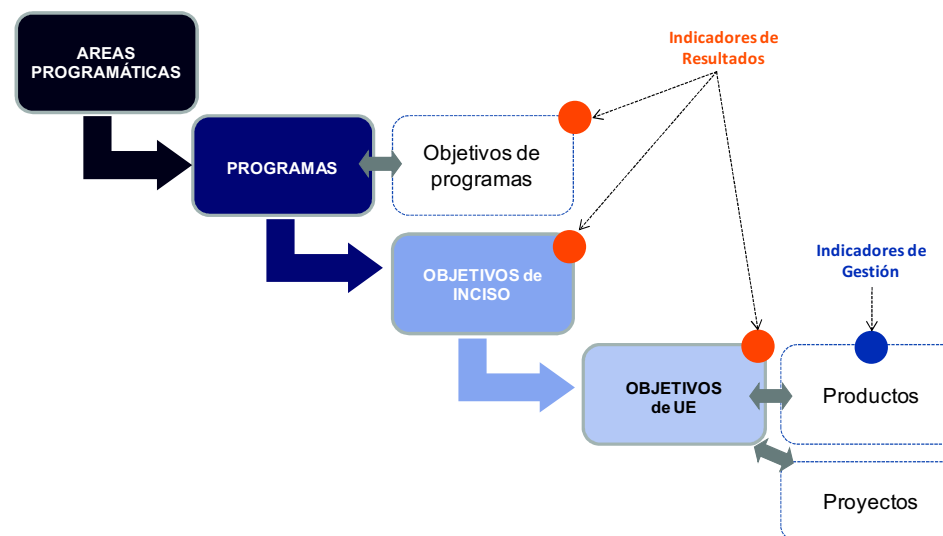 AREAS
PROGRAMÁTICAS
Indicadores de
Resultados
PROGRAMAS
Objetivos de
programas
OBJETIVOS de
INCISO
Indicadores de
Gestión
OBJETIVOS
de UE
Productos
Proyectos